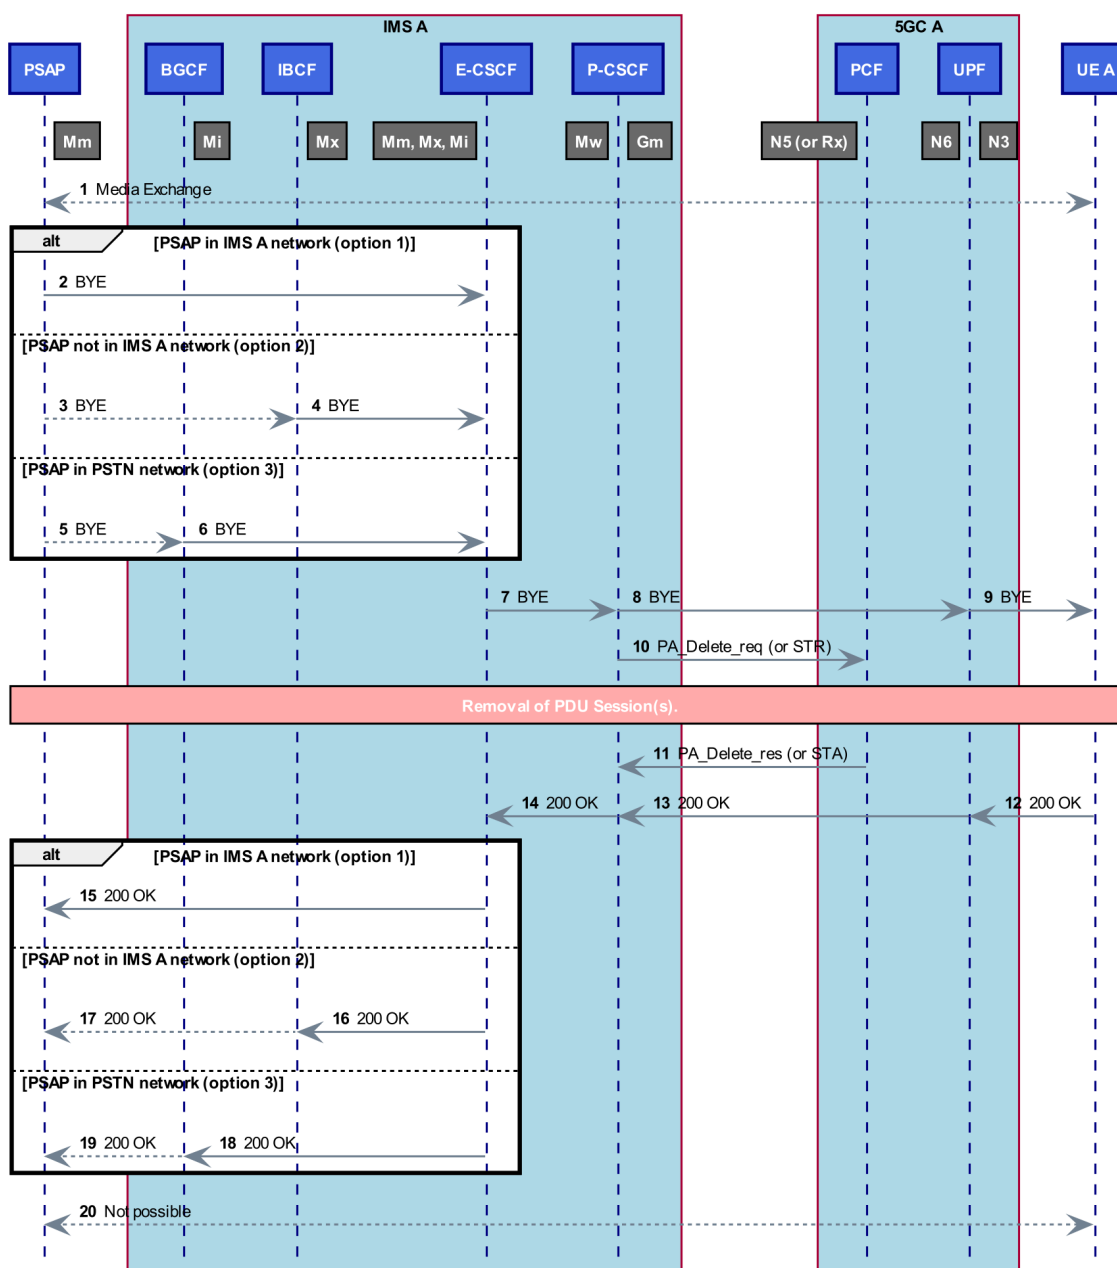 IMS A
5GC A
PSAP
BGCF
IBCF
E-CSCF
P-CSCF
PCF
UPF
UE A
Mm
Mi
Mx
Mm, Mx, Mi
Mw
Gm
N5 (or Rx)
N6
N3
1 Media Exchange
alt
[PSAP in IMS A network (option 1)]
2 BYE
[PSAP not in IMS A network (option 2)]
3 BYE
4 BYE
[PSAP in PSTN network (option 3)]
5 BYE
6 BYE
7 BYE
8 BYE
9 BYE
10 PA_Delete_req (or STR)
Removal of PDU Session(s).
11 PA_Delete_res (or STA)
14 200 OK
13 200 OK
12 200 OK
alt
[PSAP in IMS A network (option 1)]
15 200 OK
[PSAP not in IMS A network (option 2)]
17 200 OK
16 200 OK
[PSAP in PSTN network (option 3)]
19 200 OK
18 200 OK
20 Not possible